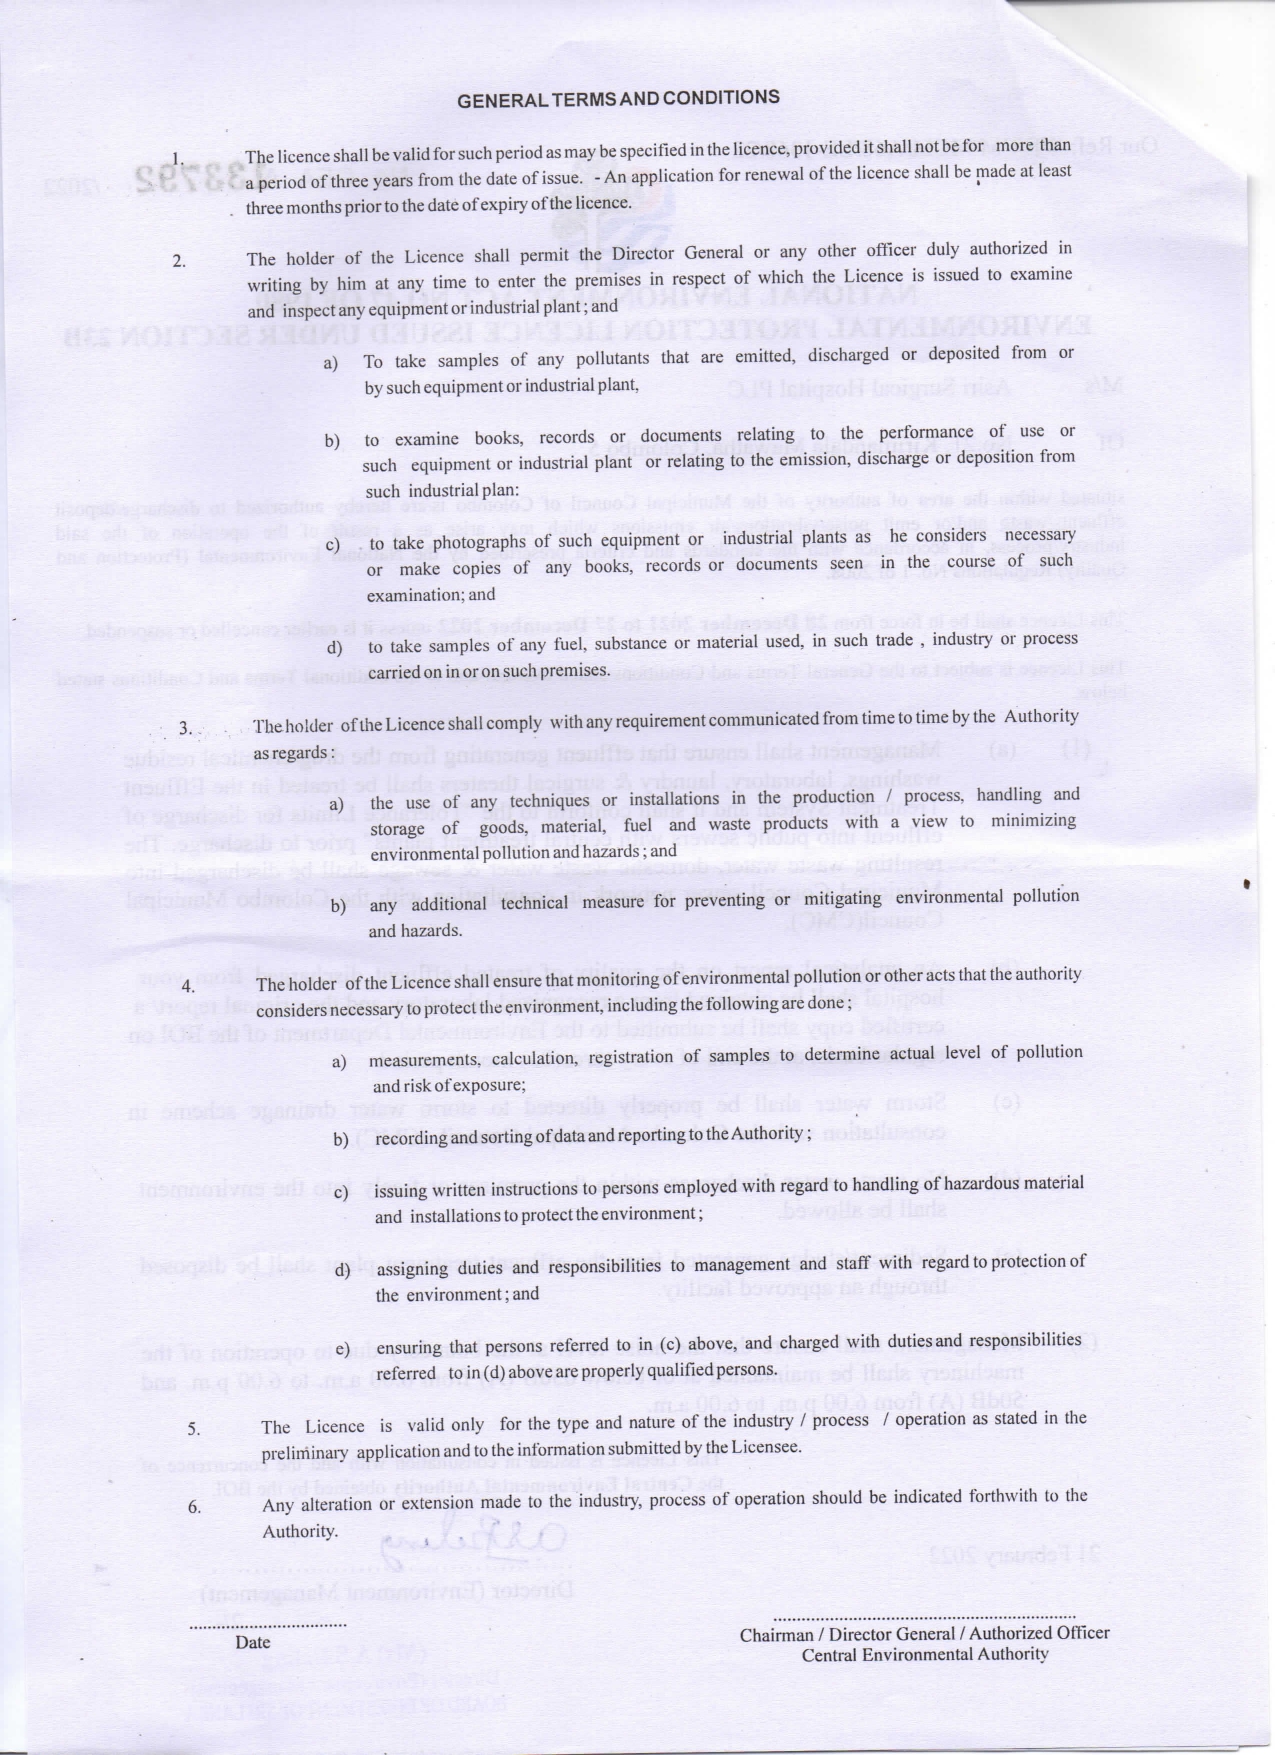 GENERAL TERMS AND CONDITIONS
1. The licence shall be valid for such period as may be specified in the licence, provided it shall not be for more than
a period of three years from the date of issue. - An application for renewal of the licence shall be made at least
three months prior to the date of expiry of the licence.
2. The holder of the Licence shall permit the Director General or any other officer duly authorized in
writing by him at any time to enter the premises in respect of which the Licence is issued to examine
and inspect any equipment or industrial plant ; and
a) To take samples of any pollutants that are emitted, discharged or deposited from or
by such equipment or industrial plant,
b) to examine books, records or documents relating to the performance of use or
such equipment or industrial plant or relating to the emission, discharge or deposition from
such industrial plan:
c) to take photographs of such equipment or industrial plants as he considers necessary
or make copies of any books, records or documents seen in the course of such
examination; and
d) to take samples of any fuel, substance or material used, in such trade , industry or process
carried on in or on such premises.
3. The holder of the Licence shall comply with any requirement communicated from time to time by the Authority
as regards :
a) the use of any techniques or installations in the production / process, handling and
storage of goods, material, fuel and waste products with a view to minimizing
environmental pollution and hazards ; and
b) any additional technical measure for preventing or mitigating environmental pollution
and hazards.
4. The holder of the Licence shall ensure that monitoring of environmental pollution or other acts that the authority
considers necessary to protect the environment, including the following are done ;
a) measurements, calculation, registration of samples to determine actual level of pollution
and risk of exposure;
b) recording and sorting of data and reporting to the Authority ;
c) issuing written instructions to persons employed with regard to handling of hazardous material
and installations to protect the environment ;
d) assigning duties and responsibilities to management and staff with regard to protection of
the environment ; and
e) ensuring that persons referred to in (c) above, and charged with duties and responsibilities
referred to in (d) above are properly qualified persons.
5. The Licence is valid only for the type and nature of the industry / process / operation as stated in the
preliminary application and to the information submitted by the Licensee.
6. Any alteration or extension made to the industry, process of operation should be indicated forthwith to the
Authority.
Date
Chairman / Director General / Authorized Officer
Central Environmental Authority